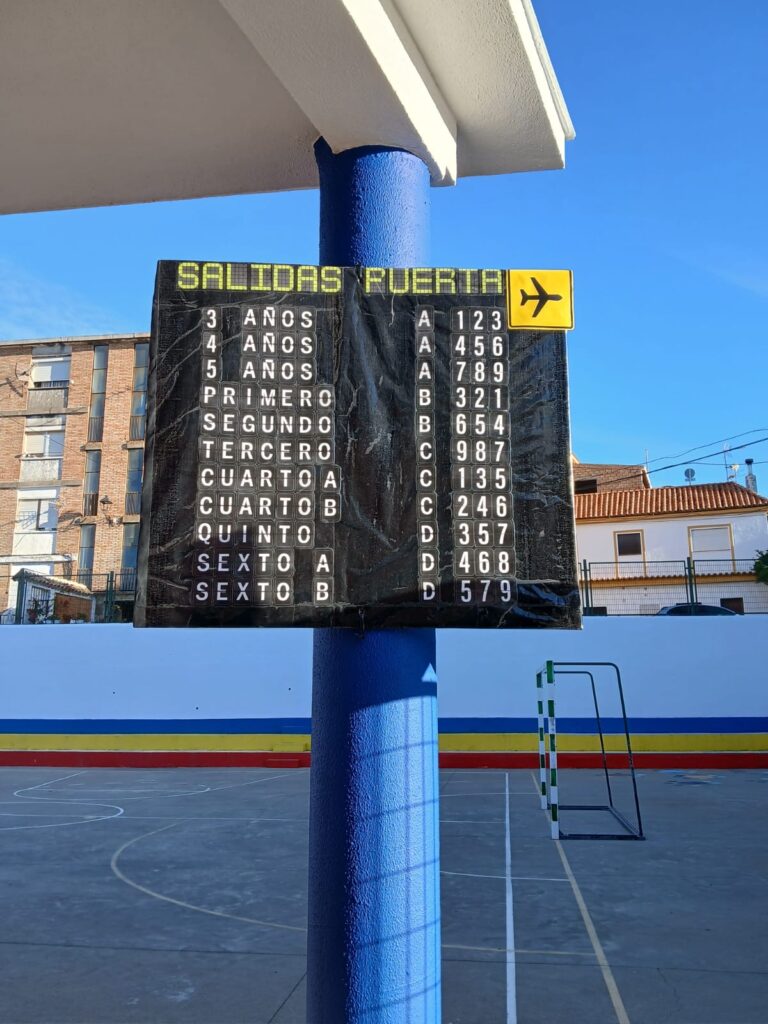 SALIDAS PUERTA
3 AÑOS A 123
4 AÑOS A 456
5 AÑOS A 789
PRIMERO B 321
SEGUNDO B 654
TERCERO C 987
CUARTO A C 135
CUARTO B C 246
QUINTO D 357
SEXTO A D 468
SEXTO B D 579